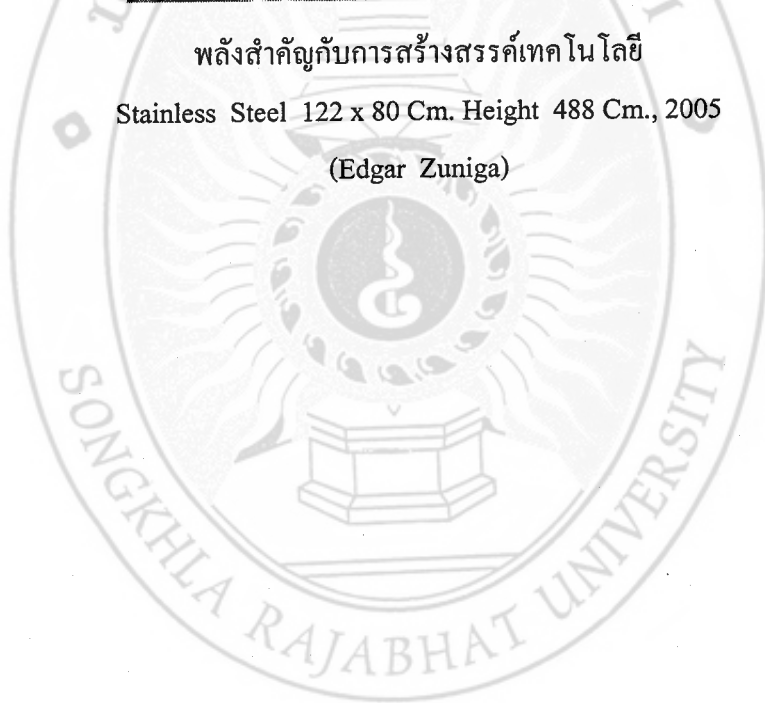 พลังสำคัญกับการสร้างสรรค์เทคโนโลยี
Stainless Steel 122 x 80 Cm. Height 488 Cm., 2005
(Edgar Zuniga)
SONGKHLA RAJABHAT UNIVERSITY